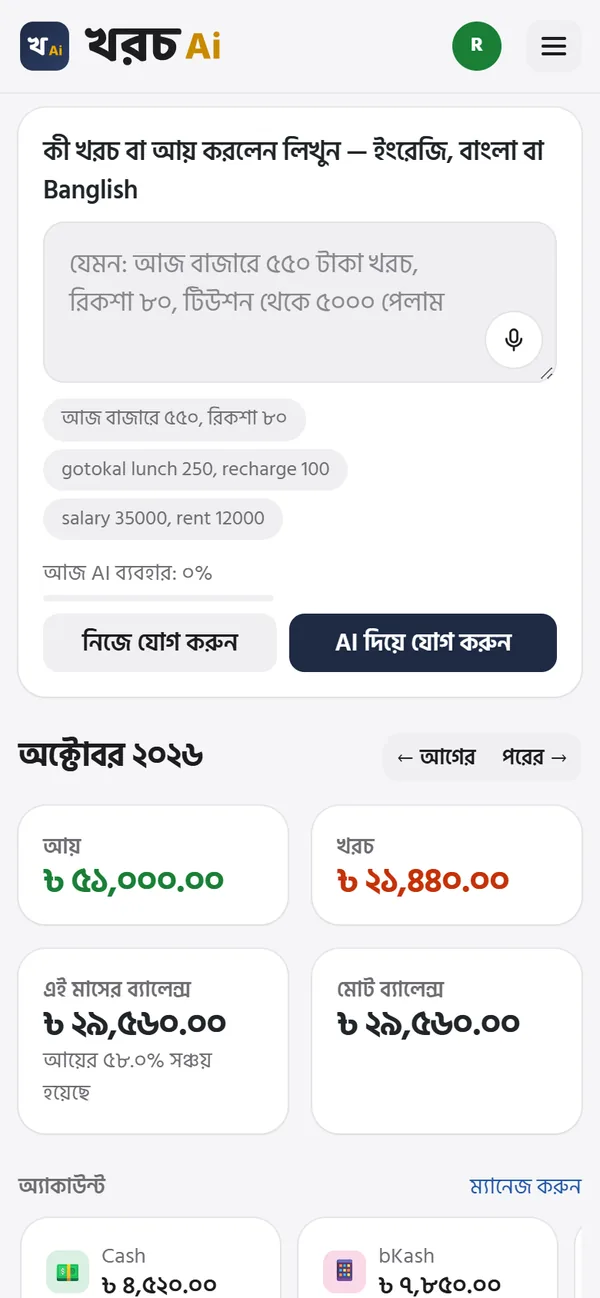 খ Ai খরচ Ai
R
কী খরচ বা আয় করলেন লিখুন — ইংরেজি, বাংলা বা
Banglish
যেমন: আজ বাজারে ৫৫০ টাকা খরচ,
রিকশা ৮০, টিউশন থেকে ৫০০০ পেলাম
আজ বাজারে ৫৫০, রিকশা ৮০
gotokal lunch 250, recharge 100
salary 35000, rent 12000
আজ AI ব্যবহার: ০%
নিজে যোগ করুন
AI দিয়ে যোগ করুন
অক্টোবর ২০২৬
← আগের
পরের →
আয়
৳ ৫১,০০০.০০
খরচ
৳ ২১,৪৪০.০০
এই মাসের ব্যালেন্স
৳ ২৯,৫৬০.০০
আয়ের ৫৮.০% সঞ্চয়
হয়েছে
মোট ব্যালেন্স
৳ ২৯,৫৬০.০০
অ্যাকাউন্ট
ম্যানেজ করুন
Cash
৳ ৪,৫২০.০০
bKash
৳ ৭,৮৫০.০০